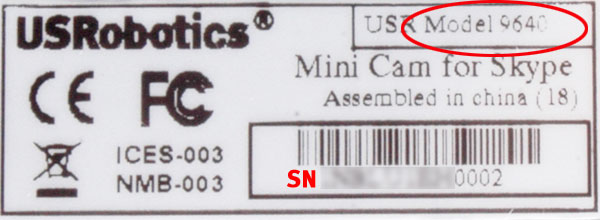 USRobotics®
USR Model 9640
Mini Cam for Skype
Assembled in china (18)
CE FC
ICES-003
NMB-003
SN
0002